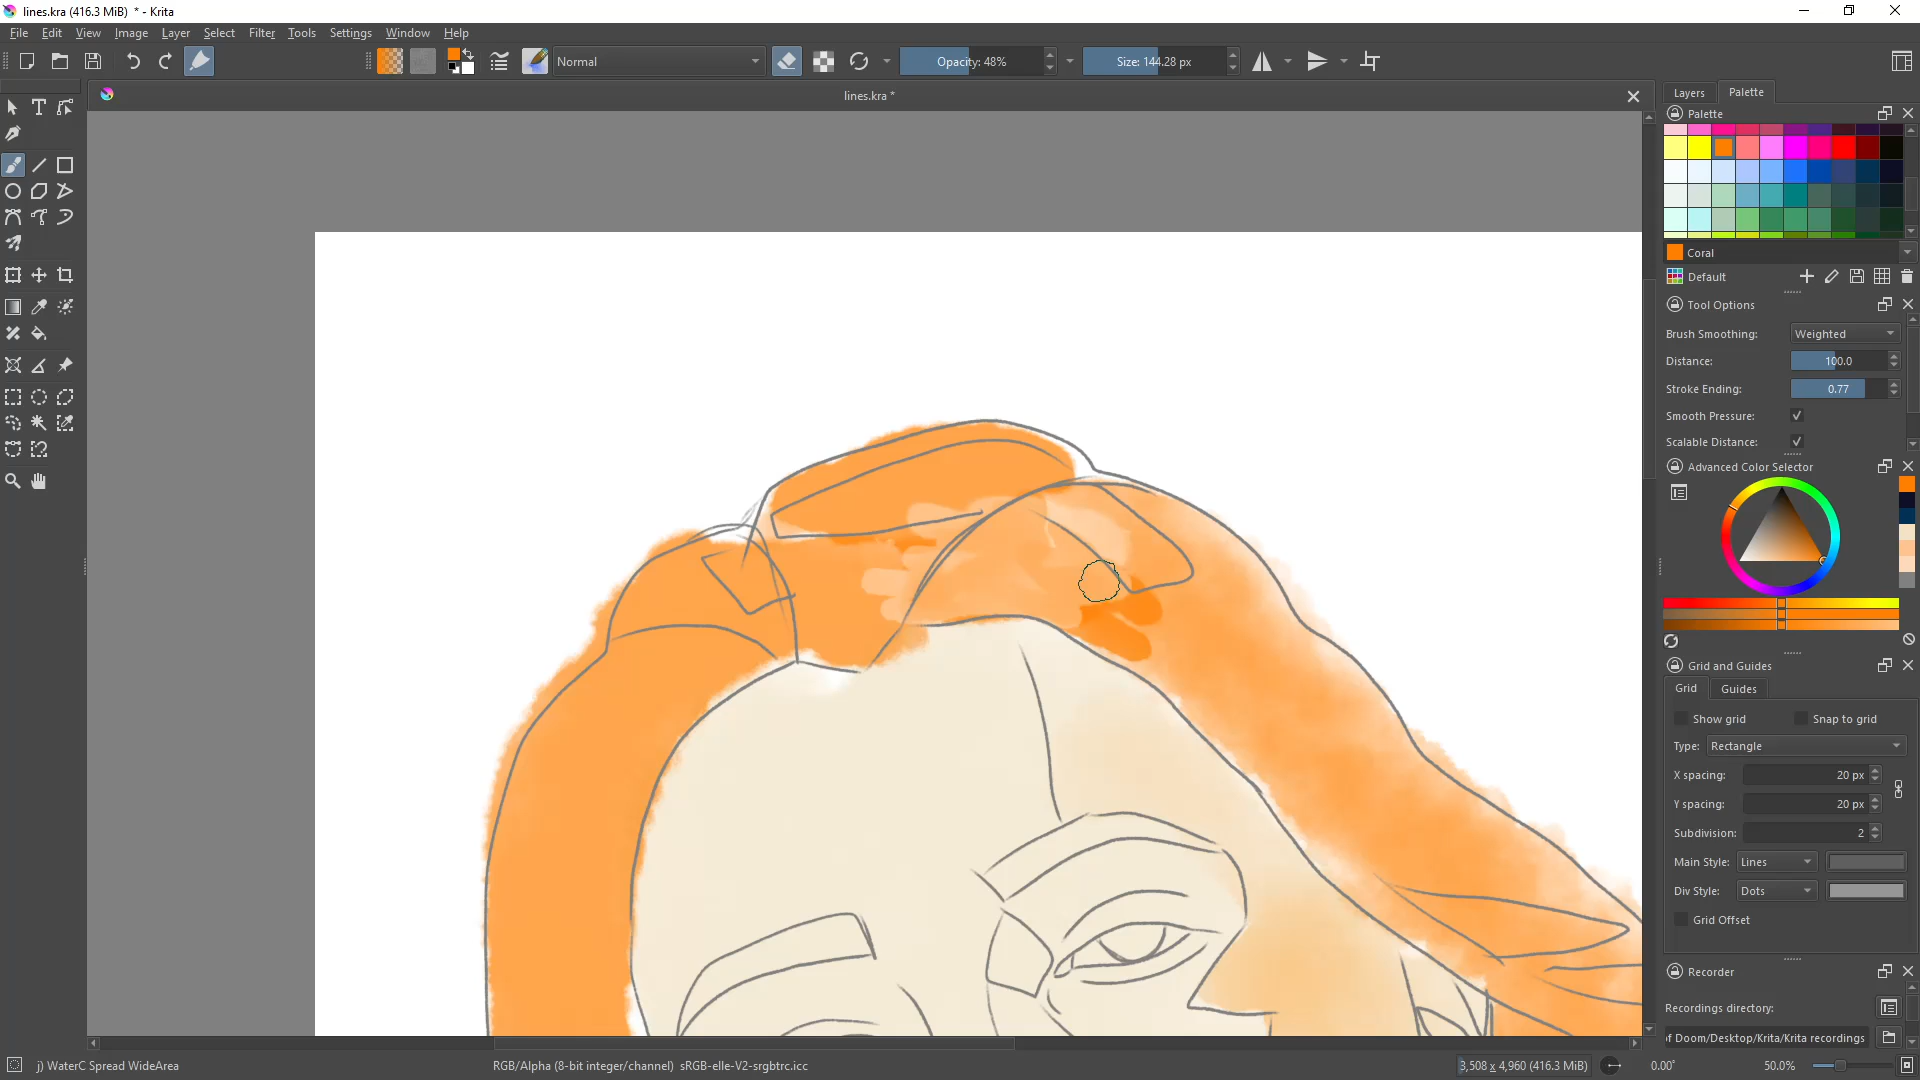 lines.kra (416.3 MiB) * - Krita
File Edit View Image Layer Select Filter Tools Settings Window Help
Normal Opacity: 48% Size: 144.28 px
lines.kra *
Layers Palette
Palette
Coral
Default
Tool Options
Brush Smoothing: Weighted
Distance: 100.0
Stroke Ending: 0.77
Smooth Pressure:
Scalable Distance:
Advanced Color Selector
Grid and Guides
Grid Guides
Show grid Snap to grid
Type: Rectangle
X spacing: 20 px
Y spacing: 20 px
Subdivision: 2
Main Style: Lines
Div Style: Dots
Grid Offset
Recorder
Recordings directory:
of Doom/Desktop/Krita/Krita recordings
j) WaterC Spread WideArea RGB/Alpha (8-bit integer/channel) sRGB-elle-V2-srgbtrc.icc 3,508 x 4,960 (416.3 MiB) 0.00° 50.0%